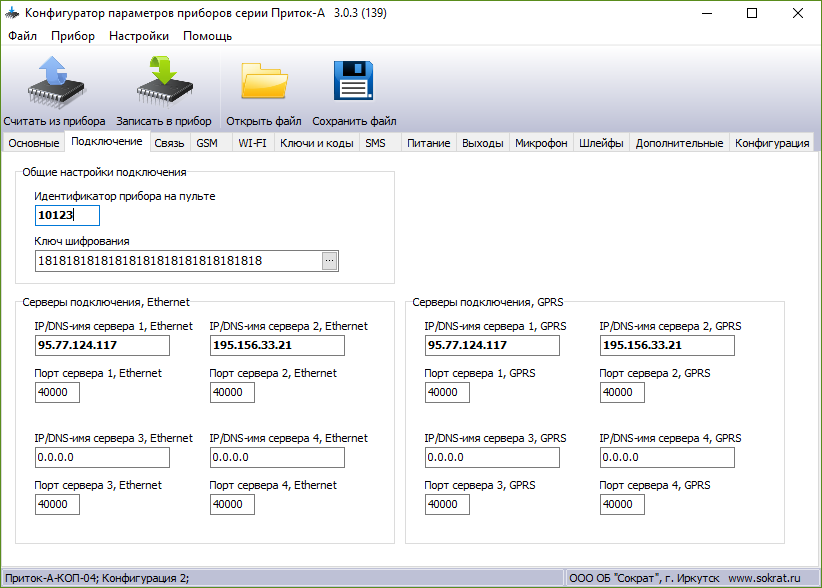 Конфигуратор параметров приборов серии Приток-А 3.0.3 (139)
Файл Прибор Настройки Помощь
Считать из прибора Записать в прибор Открыть файл Сохранить файл
Основные Подключение Связь GSM WI-FI Ключи и коды SMS Питание Выходы Микрофон Шлейфы Дополнительные Конфигурация
Общие настройки подключения
Идентификатор прибора на пульте
10123
Ключ шифрования
18181818181818181818181818181818 ...
Серверы подключения, Ethernet
IP/DNS-имя сервера 1, Ethernet IP/DNS-имя сервера 2, Ethernet
95.77.124.117 195.156.33.21
Порт сервера 1, Ethernet Порт сервера 2, Ethernet
40000 40000
IP/DNS-имя сервера 3, Ethernet IP/DNS-имя сервера 4, Ethernet
0.0.0.0 0.0.0.0
Порт сервера 3, Ethernet Порт сервера 4, Ethernet
40000 40000
Серверы подключения, GPRS
IP/DNS-имя сервера 1, GPRS IP/DNS-имя сервера 2, GPRS
95.77.124.117 195.156.33.21
Порт сервера 1, GPRS Порт сервера 2, GPRS
40000 40000
IP/DNS-имя сервера 3, GPRS IP/DNS-имя сервера 4, GPRS
0.0.0.0 0.0.0.0
Порт сервера 3, GPRS Порт сервера 4, GPRS
40000 40000
Приток-А-КОП-04; Конфигурация 2; ООО ОБ "Сократ", г. Иркутск www.sokrat.ru